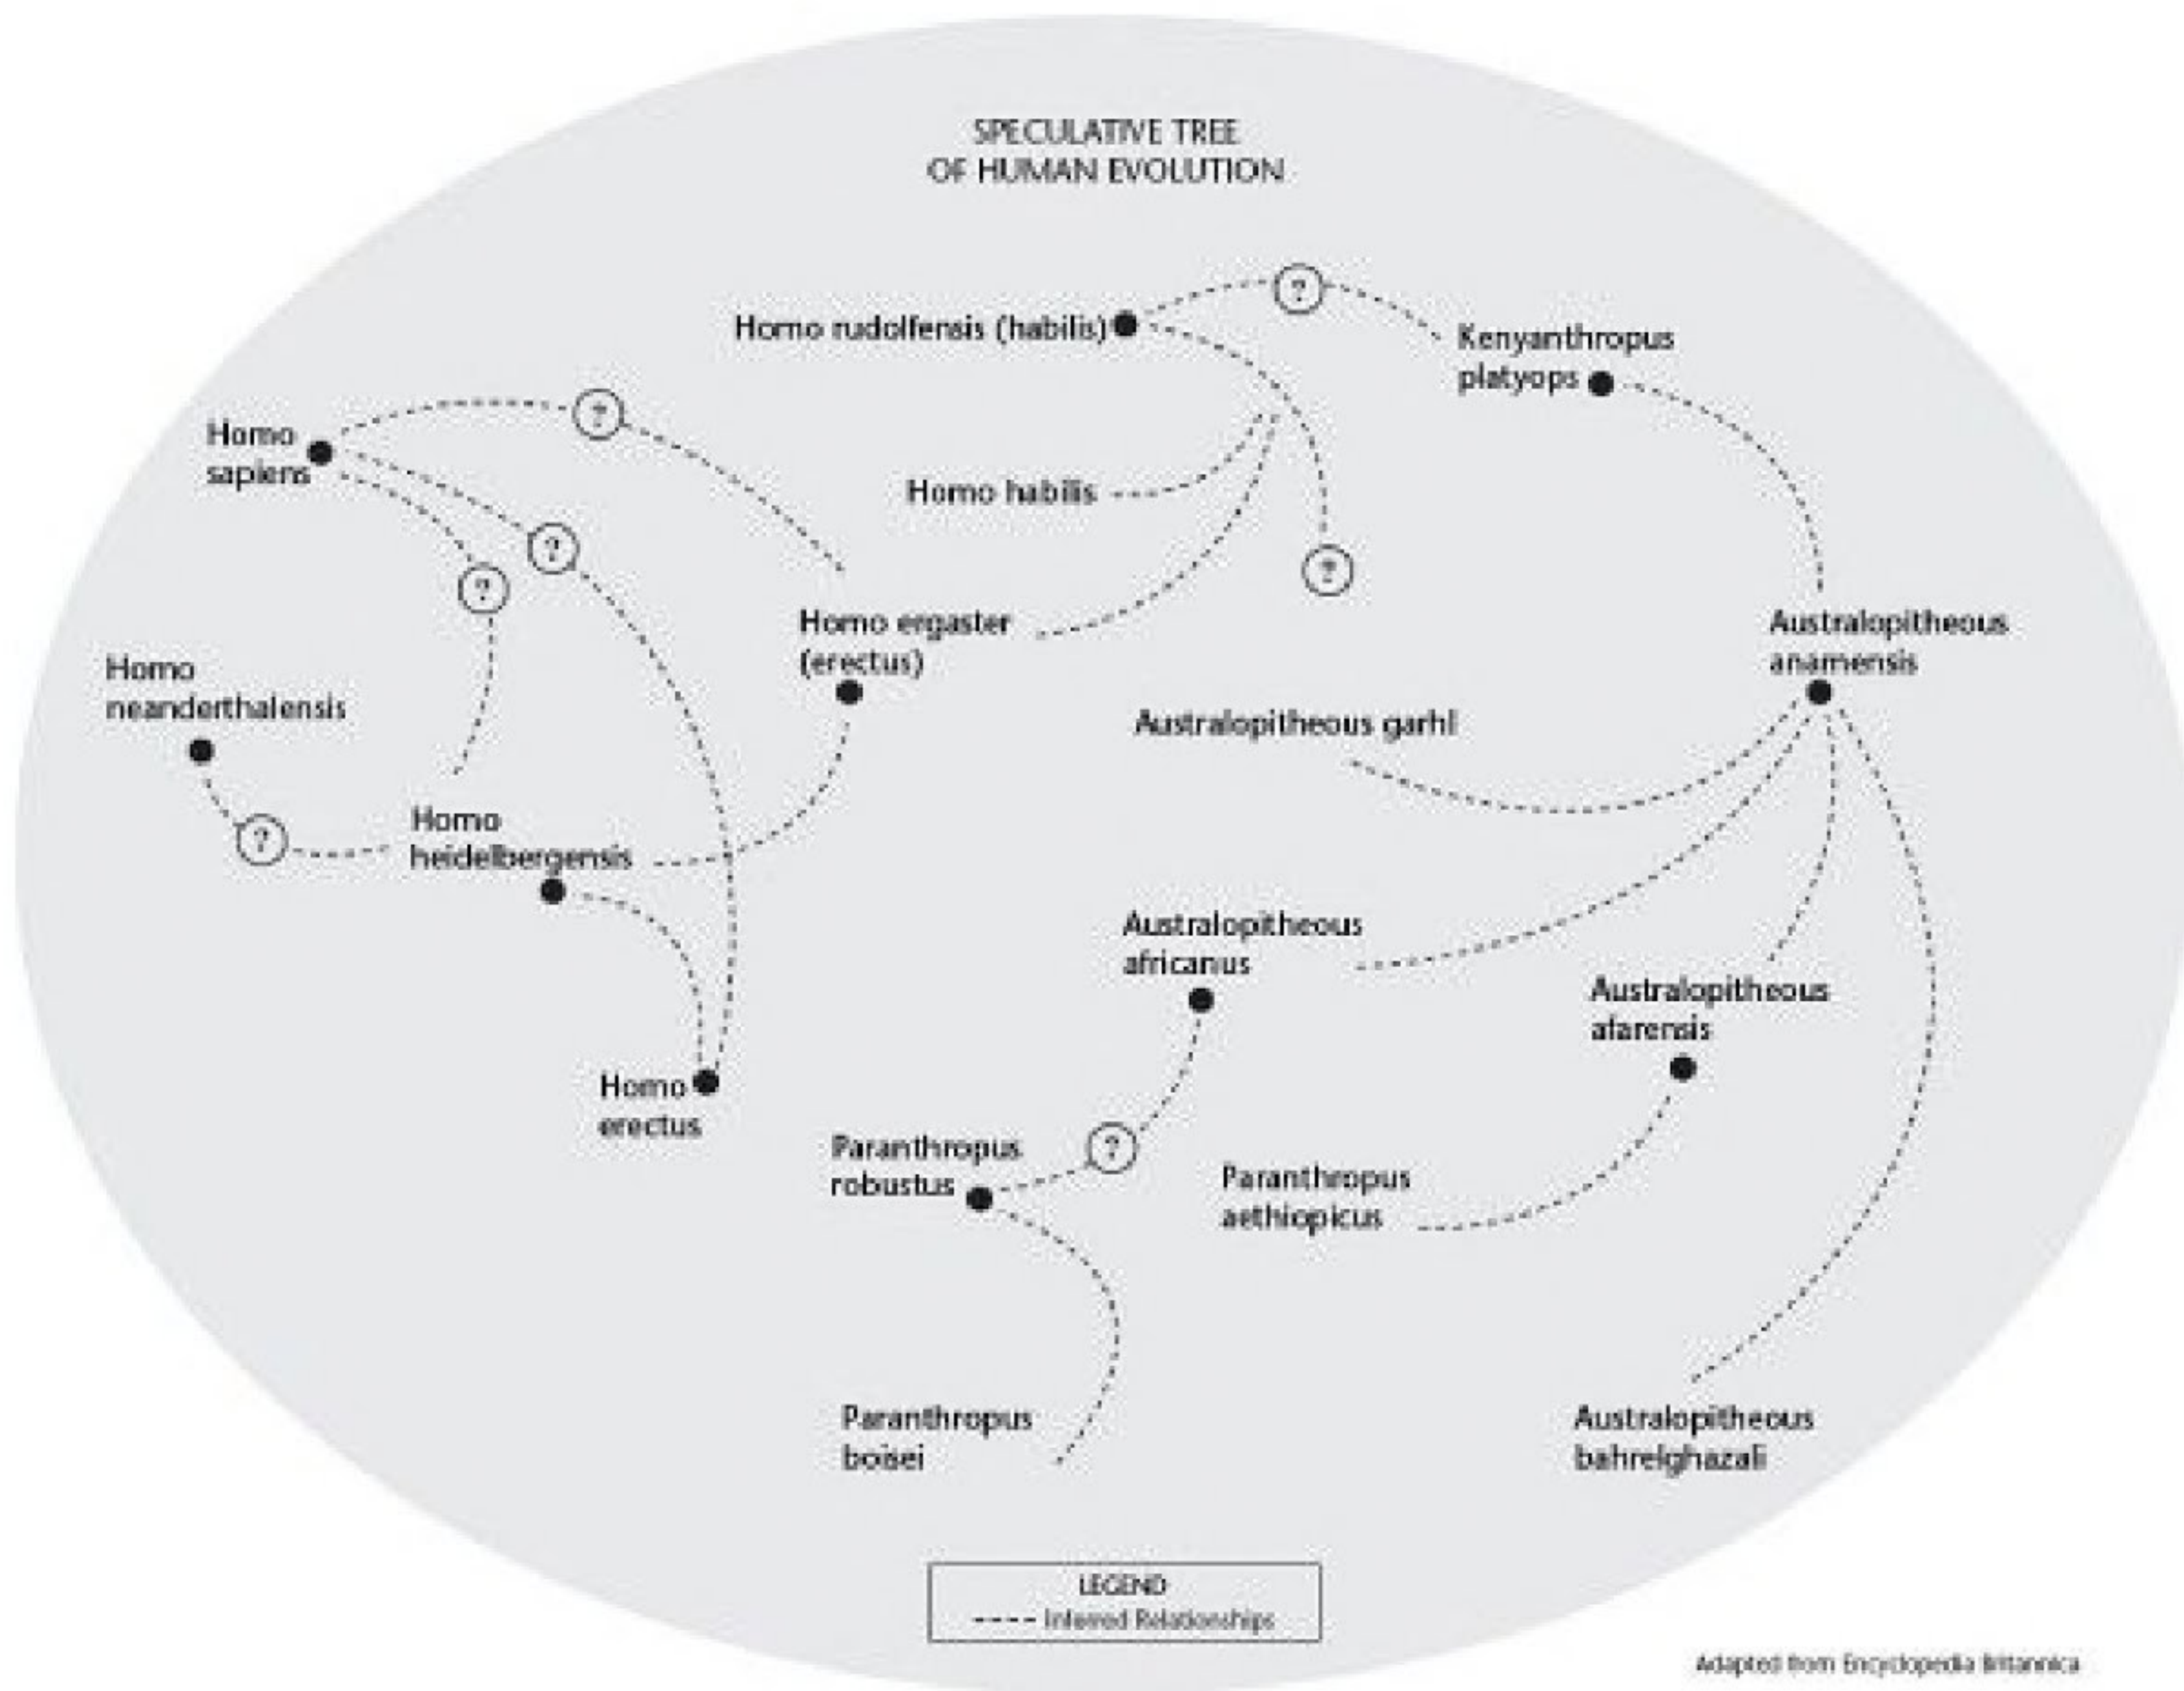 SPECULATIVE TREE
OF HUMAN EVOLUTION
?
Homo rudolfensis (habilis)
Kenyanthropus
platyops
?
Homo
sapiens
Homo habilis
?
?
?
Homo ergaster
(erectus)
Australopitheous
anamensis
Homo
neanderthalensis
Australopitheous garhl
?
Homo
heidelbergensis
Australopitheous
africanus
Australopitheous
afarensis
Homo
erectus
Paranthropus
robustus
?
Paranthropus
aethiopicus
Paranthropus
boisei
Australopitheous
bahrelghazali
LEGEND
---- Inferred Relationships
Adapted from Encyclopedia Britannica